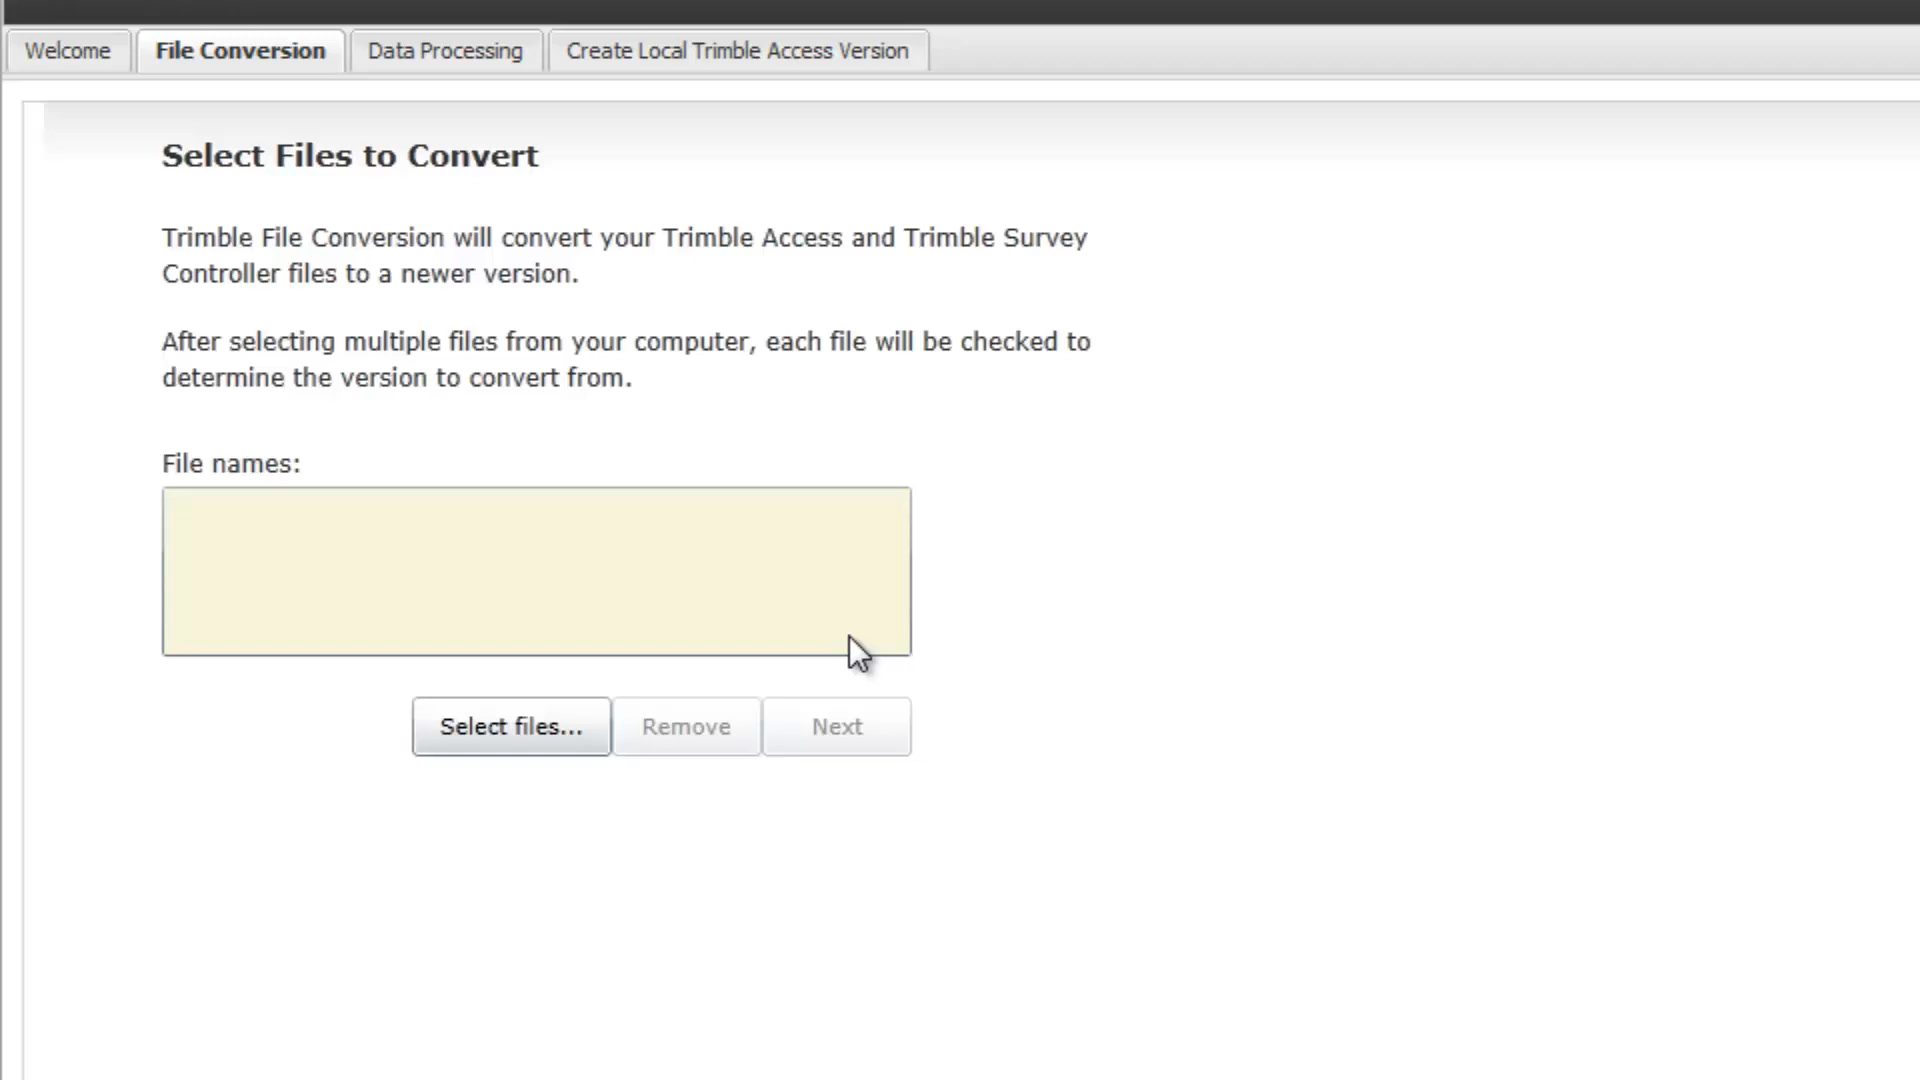 Welcome
File Conversion
Data Processing
Create Local Trimble Access Version
Select Files to Convert
Trimble File Conversion will convert your Trimble Access and Trimble Survey
Controller files to a newer version.
After selecting multiple files from your computer, each file will be checked to
determine the version to convert from.
File names:
Select files...
Remove
Next